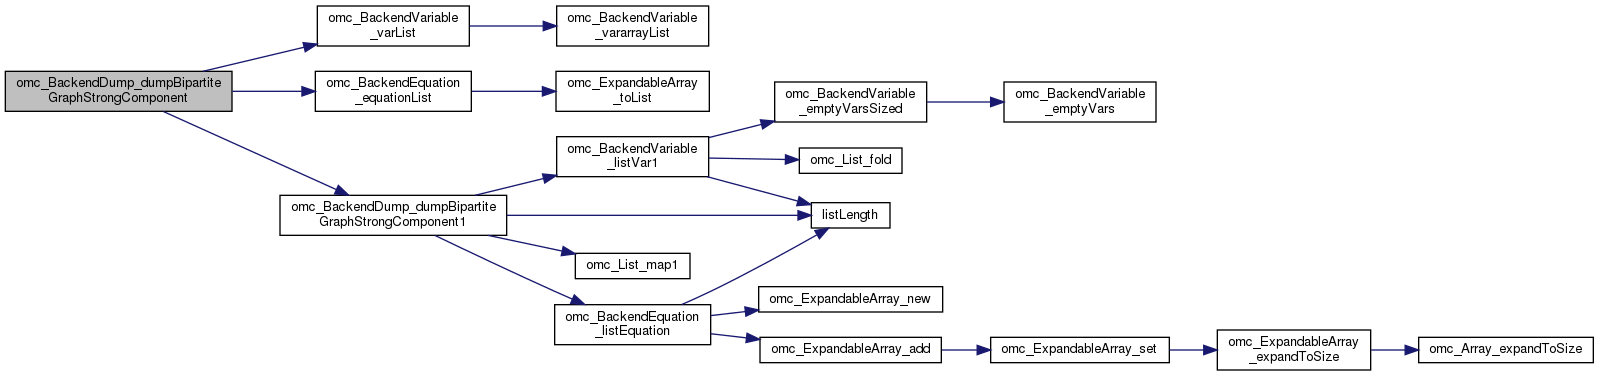 omc_BackendDump_dumpBipartite
GraphStrongComponent
omc_BackendVariable
_varList
omc_BackendVariable
_vararrayList
omc_BackendEquation
_equationList
omc_ExpandableArray
_toList
omc_BackendDump_dumpBipartite
GraphStrongComponent1
omc_BackendVariable
_listVar1
omc_BackendVariable
_emptyVarsSized
omc_BackendVariable
_emptyVars
omc_List_fold
listLength
omc_List_map1
omc_BackendEquation
_listEquation
omc_ExpandableArray_new
omc_ExpandableArray_add
omc_ExpandableArray_set
omc_ExpandableArray
_expandToSize
omc_Array_expandToSize